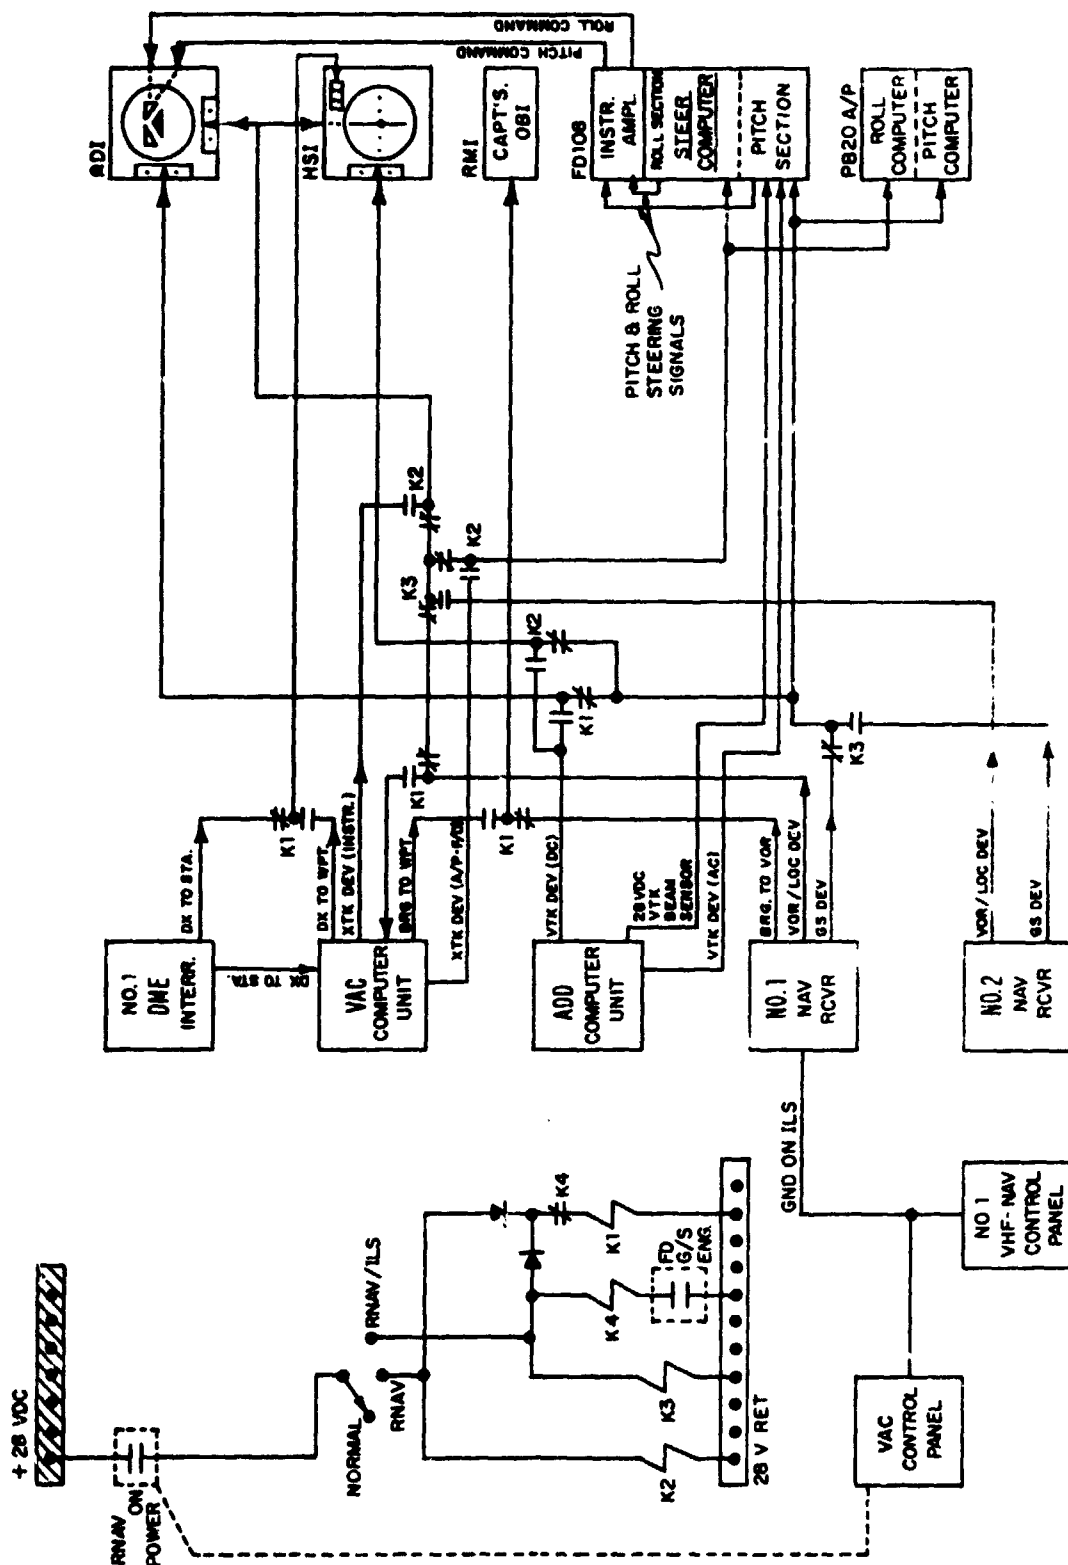 ROLL COMMAND
PITCH COMMAND
ADI
HSI
RMI
CAPT'S.
OBI
FD108
INSTR.
AMPL.
ROLL SECTION
STEER
COMPUTER
PITCH
SECTION
PB20 A/P
ROLL
COMPUTER
PITCH
COMPUTER
PITCH & ROLL
STEERING
SIGNALS
K2
K2
K3
K2
K1
K3
K1
K1
K1
DX TO STA.
DX TO WPT.
XTK DEV (INSTR.)
BRG TO WPT.
XTK DEV (A/P-F/D)
DX TO STA.
VTK DEV (DC)
28VDC
VTK
BEAM
SENSOR
VTK DEV (AC)
BRG. TO VOR
VOR/LOC DEV
GS DEV
VOR/LOC DEV
GS DEV
NO.1
DME
INTERR.
VAC
COMPUTER
UNIT
ADD
COMPUTER
UNIT
NO.1
NAV
RCVR
NO.2
NAV
RCVR
GND ON ILS
NO 1
VHF-NAV
CONTROL
PANEL
VAC
CONTROL
PANEL
+28 VDC
RNAV
ON
POWER
NORMAL
RNAV
RNAV/ILS
K4
K1
FD
G/S
ENG.
K4
K3
K2
28 V RET